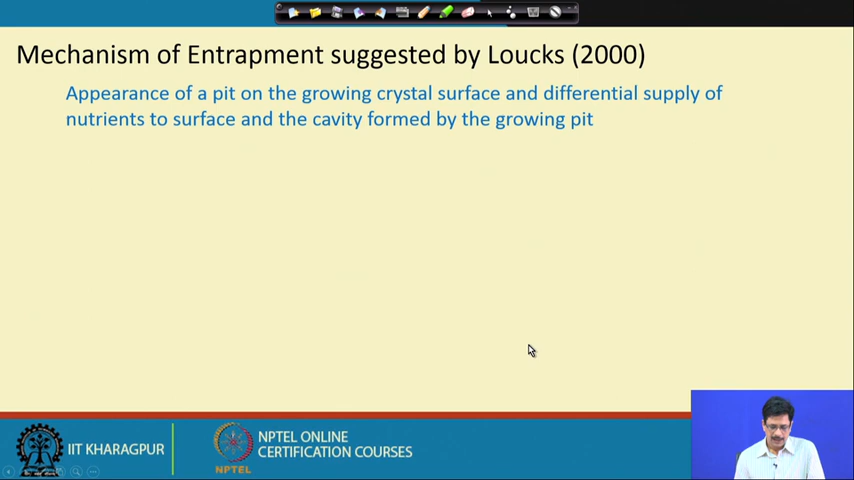 Mechanism of Entrapment suggested by Loucks (2000)
Appearance of a pit on the growing crystal surface and differential supply of
nutrients to surface and the cavity formed by the growing pit
IIT KHARAGPUR
NPTEL
NPTEL ONLINE
CERTIFICATION COURSES